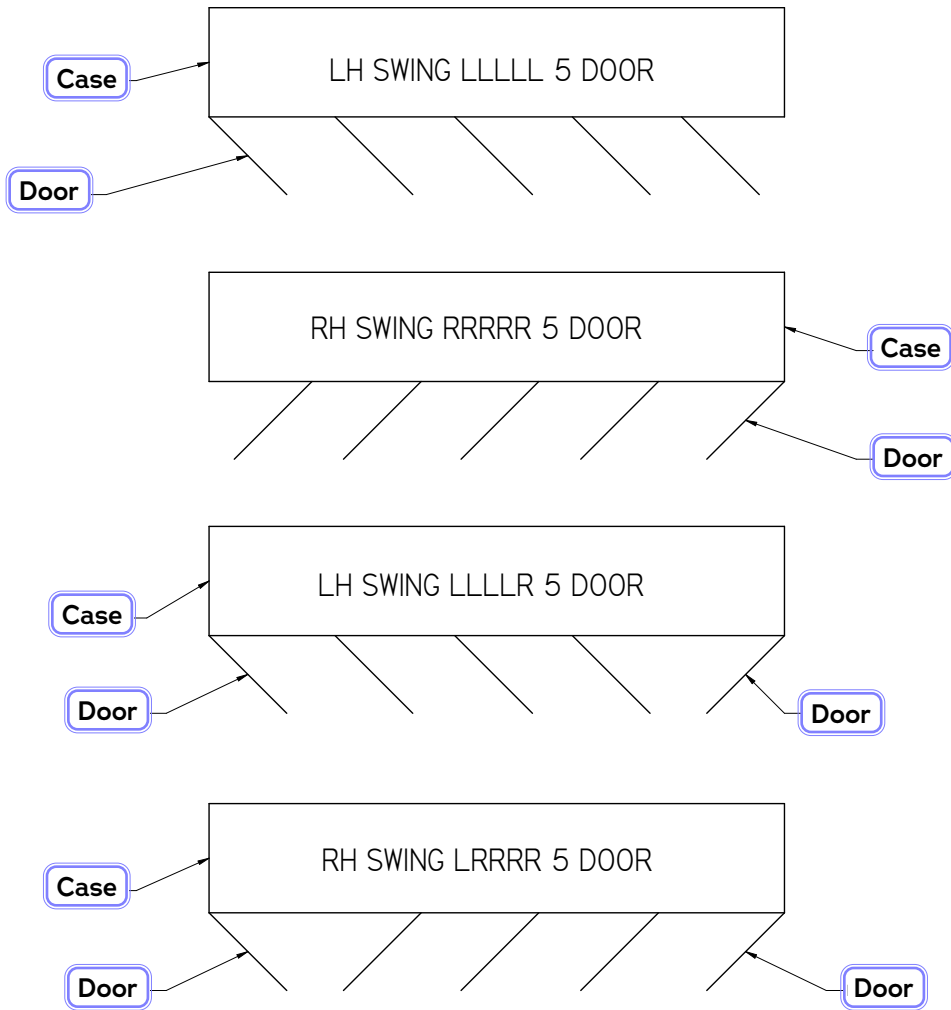 LH SWING LLLLL 5 DOOR
Case
Door
RH SWING RRRRR 5 DOOR
Case
Door
LH SWING LLLLR 5 DOOR
Case
Door
Door
RH SWING LRRRR 5 DOOR
Case
Door
Door